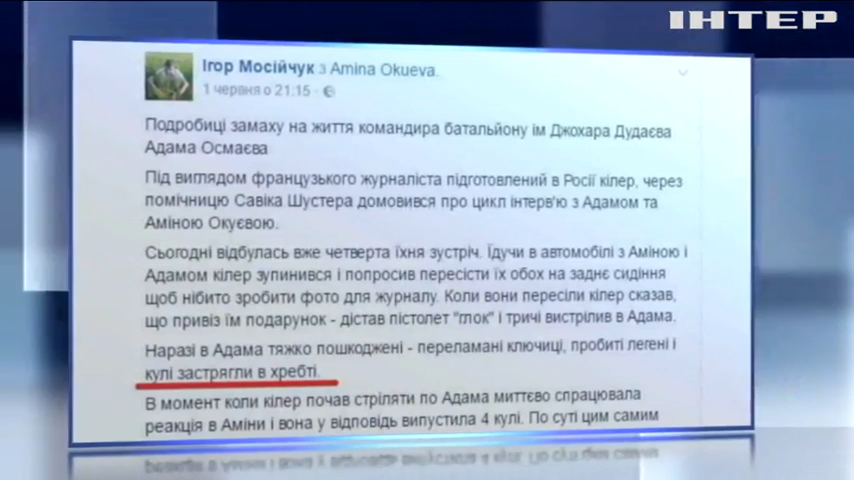 ІНТЕР
Ігор Мосійчук з Amina Okueva.
1 червня о 21:15 ·
Подробиці замаху на життя командира батальйону ім Джохара Дудаєва
Адама Осмаєва
Під виглядом французького журналіста підготовлений в Росії кілер, через
помічницю Савіка Шустера домовився про цикл інтерв'ю з Адамом та
Аміною Окуєвою.
Сьогодні відбулась вже четверта їхня зустріч. Їдучи в автомобілі з Аміною і
Адамом кілер зупинився і попросив пересісти їх обох на заднє сидіння
щоб нібито зробити фото для журналу. Коли вони пересіли кілер сказав,
що привіз їм подарунок - дістав пістолет "глок" і тричі вистрілив в Адама.
Наразі в Адама тяжко пошкоджені - переламані ключиці, пробиті легені і
кулі застрягли в хребті.
В момент коли кілер почав стріляти по Адама миттєво спрацювала
реакція в Аміни і вона у відповідь випустила 4 кулі. По суті цим самим